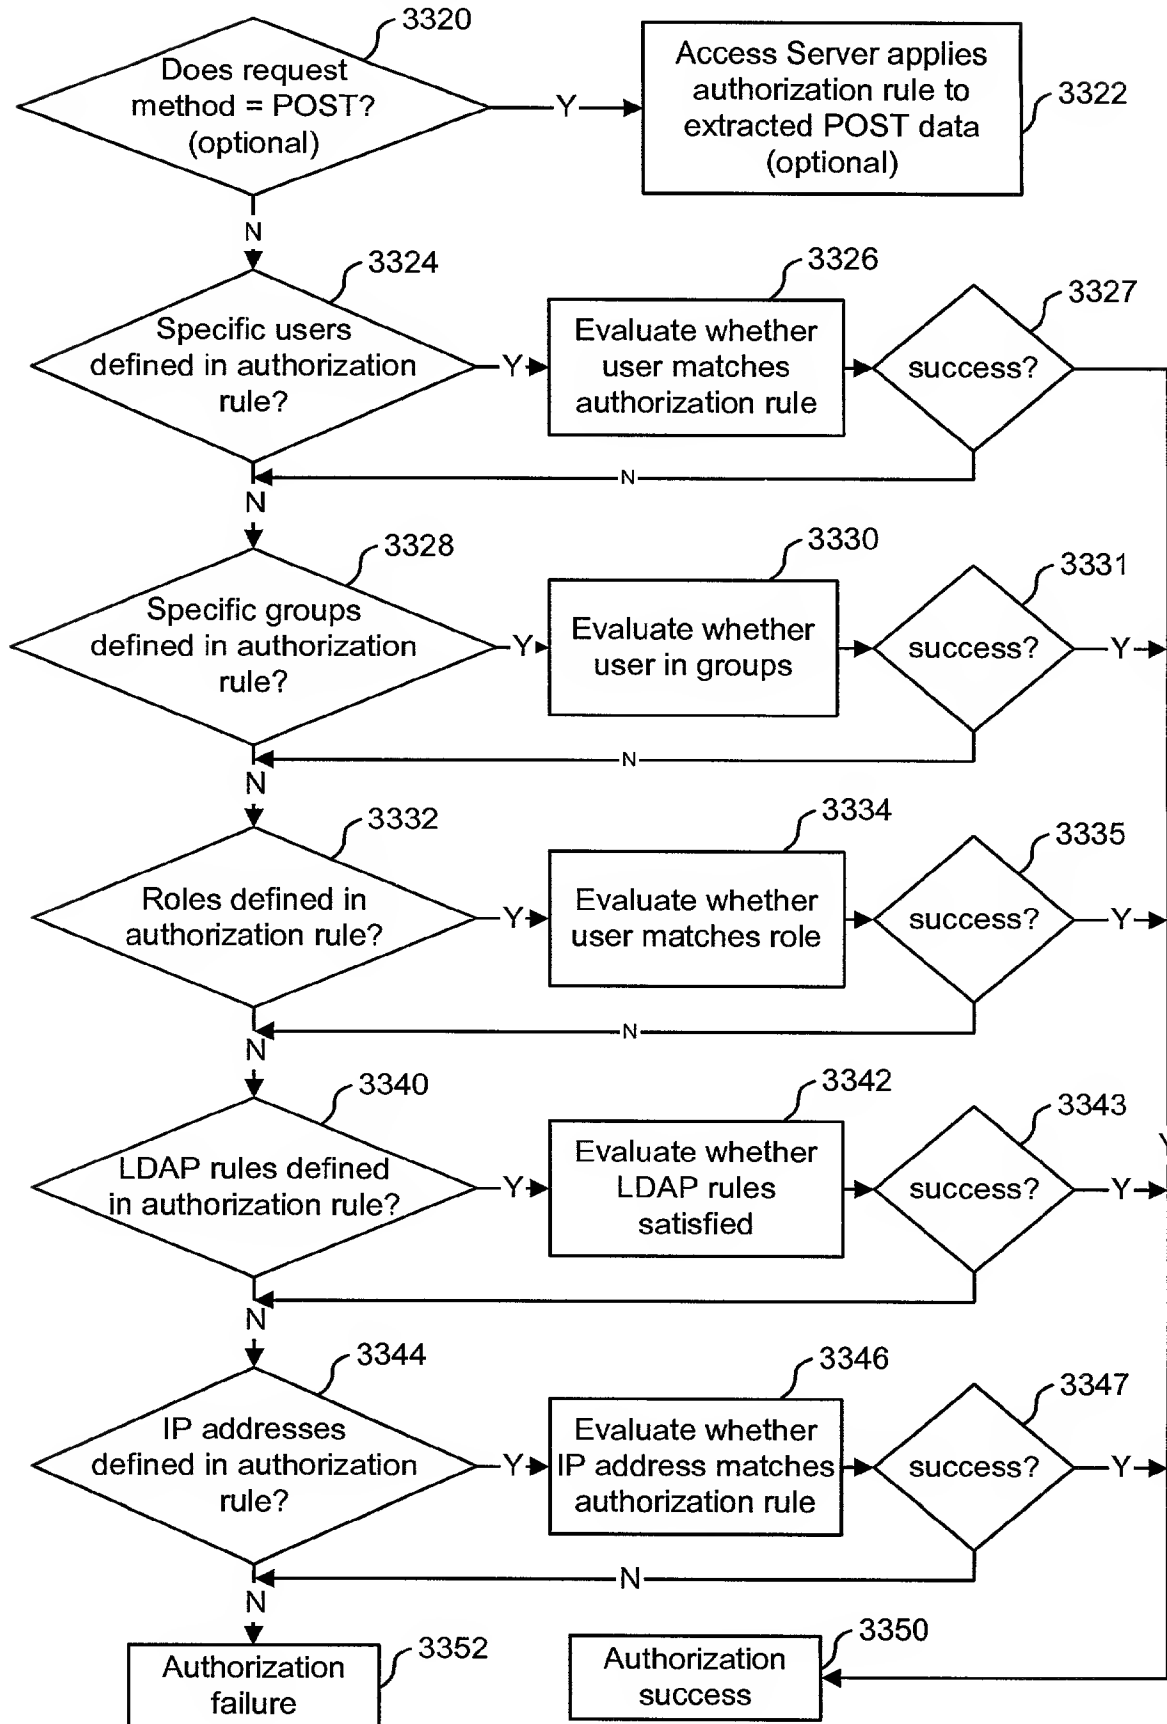 3320
Does request
method = POST?
(optional)
Y
Access Server applies
authorization rule to
extracted POST data
(optional)
3322
N
3324
Specific users
defined in authorization
rule?
Y
3326
Evaluate whether
user matches
authorization rule
3327
success?
N
N
3328
Specific groups
defined in authorization
rule?
Y
3330
Evaluate whether
user in groups
3331
success?
Y
N
N
3332
Roles defined in
authorization rule?
Y
3334
Evaluate whether
user matches role
3335
success?
Y
N
N
3340
LDAP rules defined
in authorization rule?
Y
3342
Evaluate whether
LDAP rules
satisfied
3343
success?
Y
Y
N
3344
IP addresses
defined in authorization
rule?
Y
3346
Evaluate whether
IP address matches
authorization rule
3347
success?
Y
N
N
3352
Authorization
failure
3350
Authorization
success